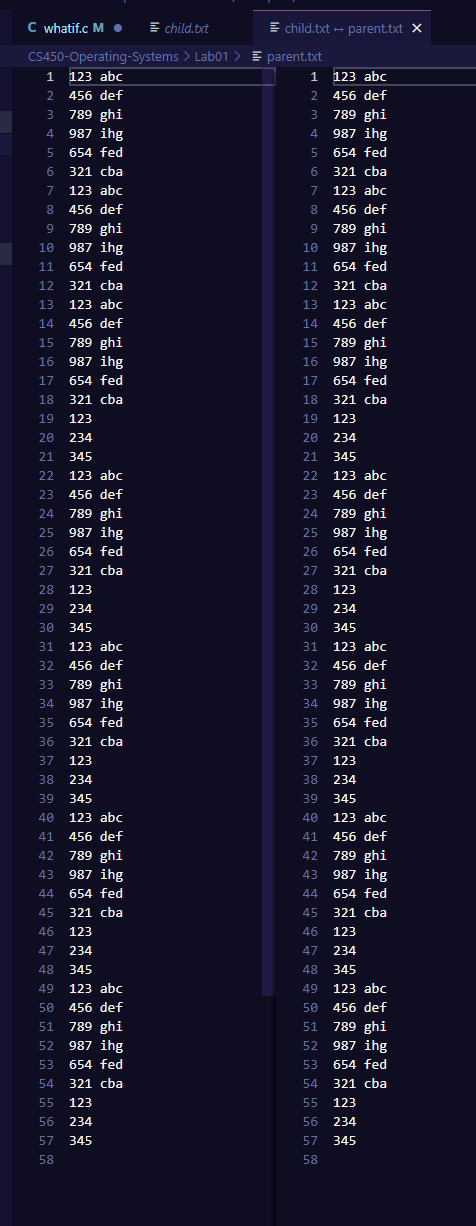 whatif.c M child.txt child.txt ↔ parent.txt
CS450-Operating-Systems > Lab01 > parent.txt
1 123 abc 1 123 abc
2 456 def 2 456 def
3 789 ghi 3 789 ghi
4 987 ihg 4 987 ihg
5 654 fed 5 654 fed
6 321 cba 6 321 cba
7 123 abc 7 123 abc
8 456 def 8 456 def
9 789 ghi 9 789 ghi
10 987 ihg 10 987 ihg
11 654 fed 11 654 fed
12 321 cba 12 321 cba
13 123 abc 13 123 abc
14 456 def 14 456 def
15 789 ghi 15 789 ghi
16 987 ihg 16 987 ihg
17 654 fed 17 654 fed
18 321 cba 18 321 cba
19 123 19 123
20 234 20 234
21 345 21 345
22 123 abc 22 123 abc
23 456 def 23 456 def
24 789 ghi 24 789 ghi
25 987 ihg 25 987 ihg
26 654 fed 26 654 fed
27 321 cba 27 321 cba
28 123 28 123
29 234 29 234
30 345 30 345
31 123 abc 31 123 abc
32 456 def 32 456 def
33 789 ghi 33 789 ghi
34 987 ihg 34 987 ihg
35 654 fed 35 654 fed
36 321 cba 36 321 cba
37 123 37 123
38 234 38 234
39 345 39 345
40 123 abc 40 123 abc
41 456 def 41 456 def
42 789 ghi 42 789 ghi
43 987 ihg 43 987 ihg
44 654 fed 44 654 fed
45 321 cba 45 321 cba
46 123 46 123
47 234 47 234
48 345 48 345
49 123 abc 49 123 abc
50 456 def 50 456 def
51 789 ghi 51 789 ghi
52 987 ihg 52 987 ihg
53 654 fed 53 654 fed
54 321 cba 54 321 cba
55 123 55 123
56 234 56 234
57 345 57 345
58 58